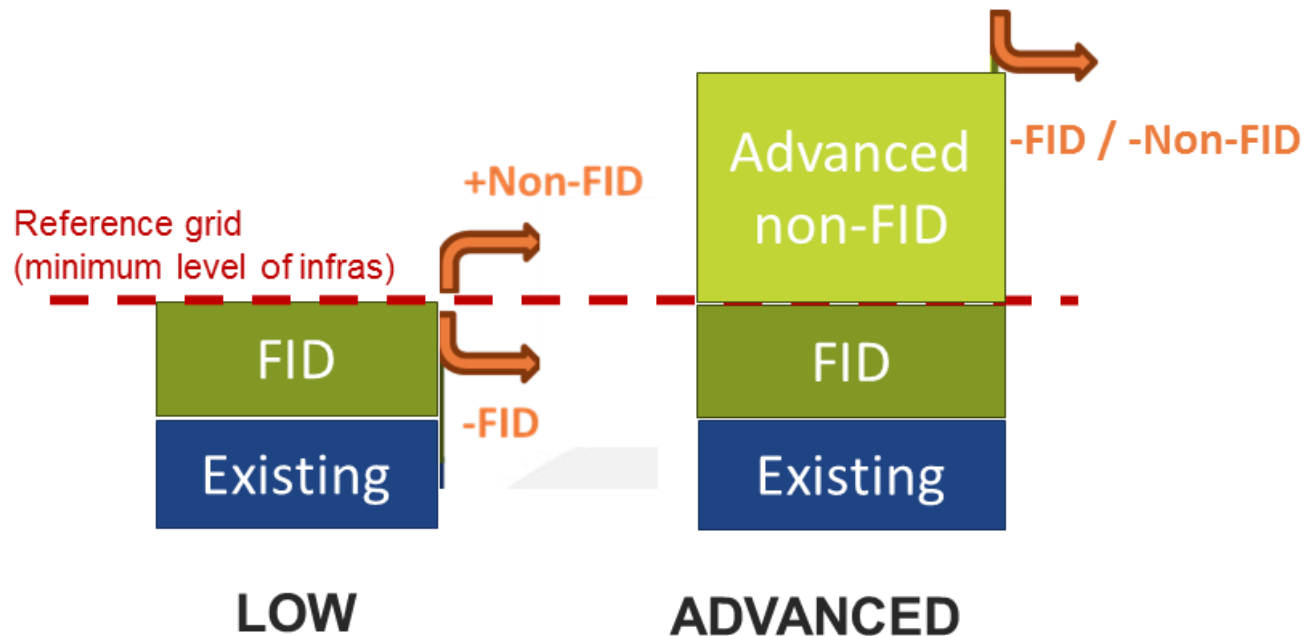 Reference grid
(minimum level of infras)
+Non-FID
-FID
FID
Existing
LOW
-FID / -Non-FID
Advanced
non-FID
FID
Existing
ADVANCED